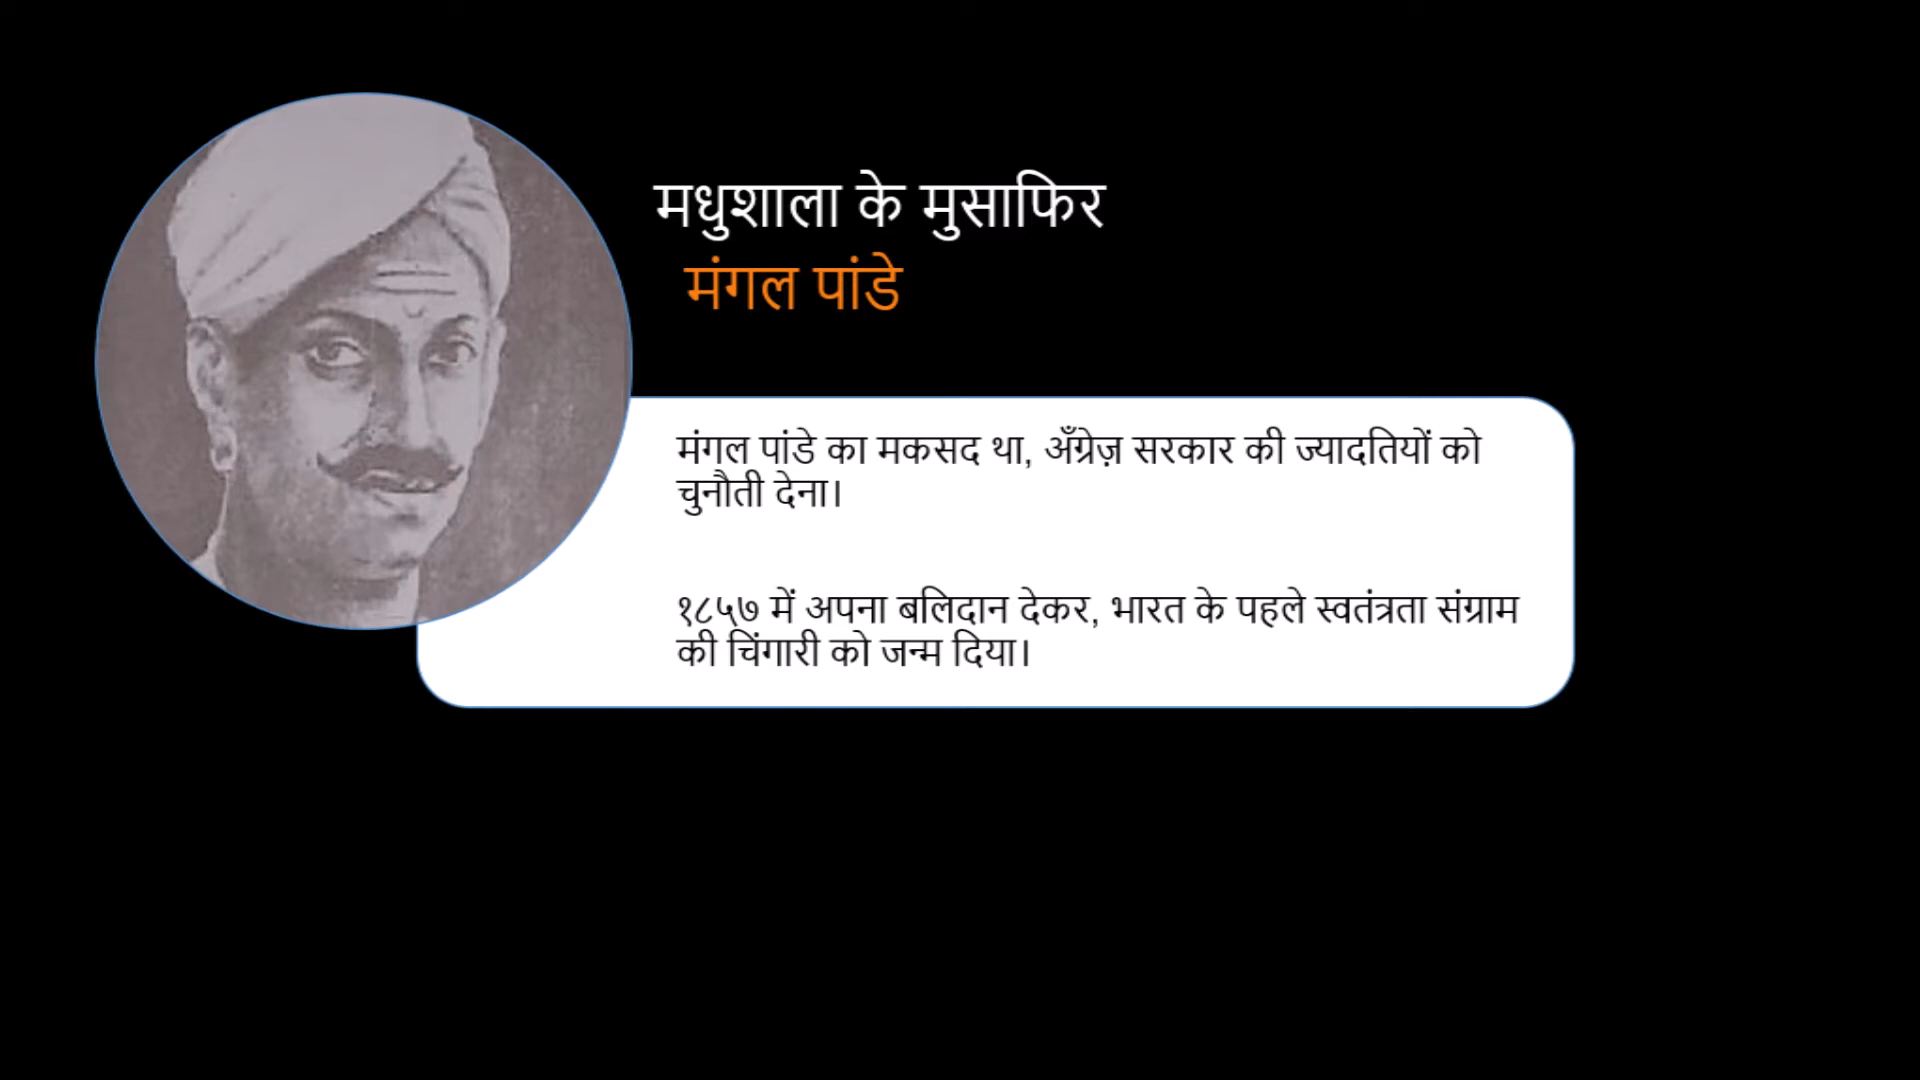 मधुशाला के मुसाफिर
मंगल पांडे
मंगल पांडे का मकसद था, अँग्रेज़ सरकार की ज्यादतियों को
चुनौती देना।
१८५७ में अपना बलिदान देकर, भारत के पहले स्वतंत्रता संग्राम
की चिंगारी को जन्म दिया।